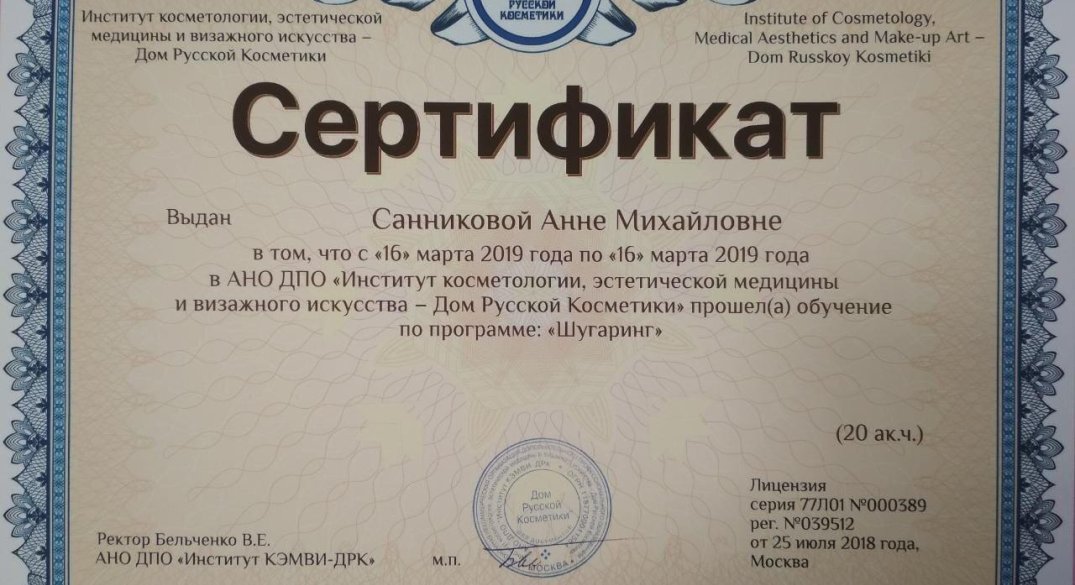 РУССКОЙ
КОСМЕТИКИ
Институт косметологии, эстетической
медицины и визажного искусства –
Дом Русской Косметики
Institute of Cosmetology,
Medical Aesthetics and Make-up Art –
Dom Russkoy Kosmetiki
Сертификат
Выдан Санниковой Анне Михайловне
в том, что с «16» марта 2019 года по «16» марта 2019 года
в АНО ДПО «Институт косметологии, эстетической медицины
и визажного искусства – Дом Русской Косметики» прошел(а) обучение
по программе: «Шугаринг»
(20 ак.ч.)
Дом
Русской
Косметики
МОСКВА
Лицензия
серия 77Л01 №000389
рег. №039512
от 25 июля 2018 года,
Москва
Ректор Бельченко В.Е.
АНО ДПО «Институт КЭМВИ-ДРК» м.п.